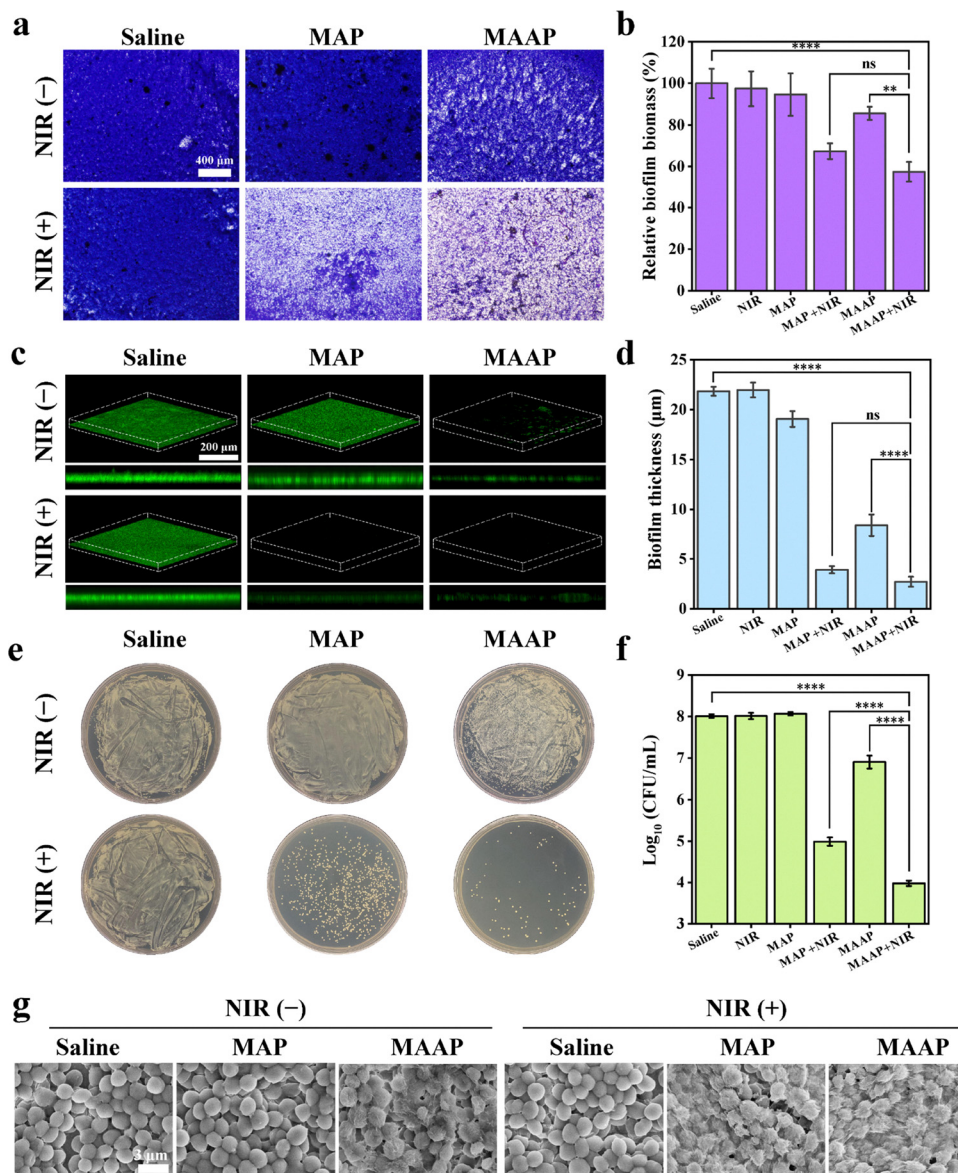 a
Saline MAP MAAP
NIR (−)
400 µm
NIR (+)
b
Relative biofilm biomass (%)
120
100
80
60
40
20
0
****
ns
**
Saline NIR MAP MAP+NIR MAAP MAAP+NIR
c
Saline MAP MAAP
NIR (−)
200 µm
NIR (+)
d
Biofilm thickness (µm)
25
20
15
10
5
0
****
ns
****
Saline NIR MAP MAP+NIR MAAP MAAP+NIR
e
Saline MAP MAAP
NIR (−)
NIR (+)
f
Log₁₀ (CFU/mL)
9
8
7
6
5
4
3
****
****
****
Saline NIR MAP MAP+NIR MAAP MAAP+NIR
g
NIR (−) NIR (+)
Saline MAP MAAP Saline MAP MAAP
3 µm